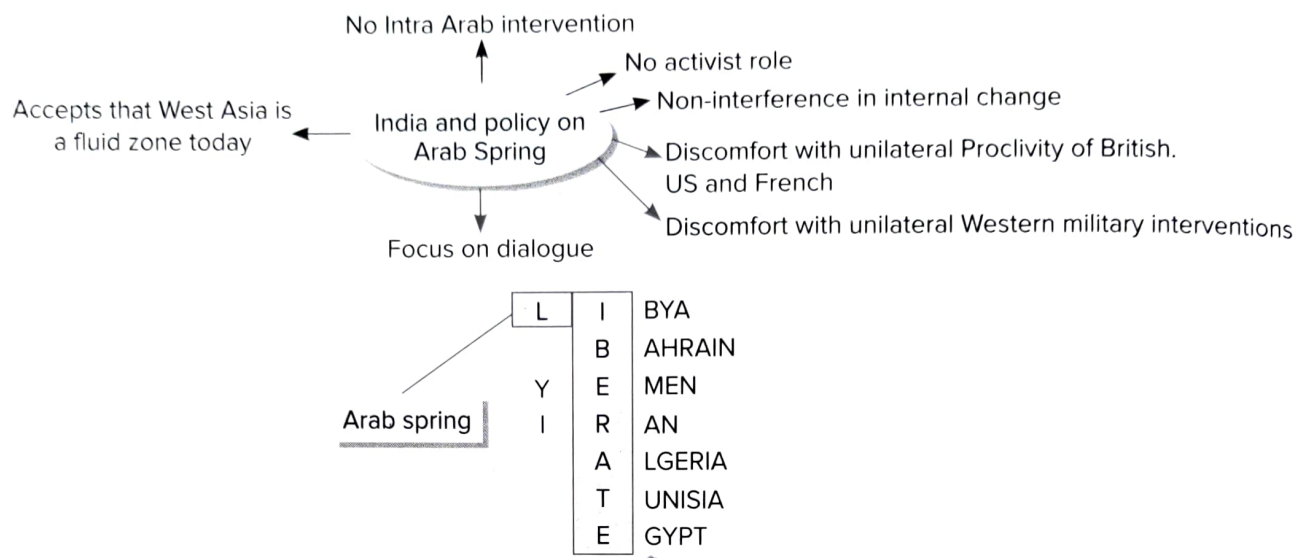 No Intra Arab intervention
No activist role
Accepts that West Asia is
a fluid zone today
India and policy on
Arab Spring
Non-interference in internal change
Discomfort with unilateral Proclivity of British.
US and French
Discomfort with unilateral Western military interventions
Focus on dialogue
L I BYA
B AHRAIN
Y E MEN
Arab spring
I R AN
A LGERIA
T UNISIA
E GYPT